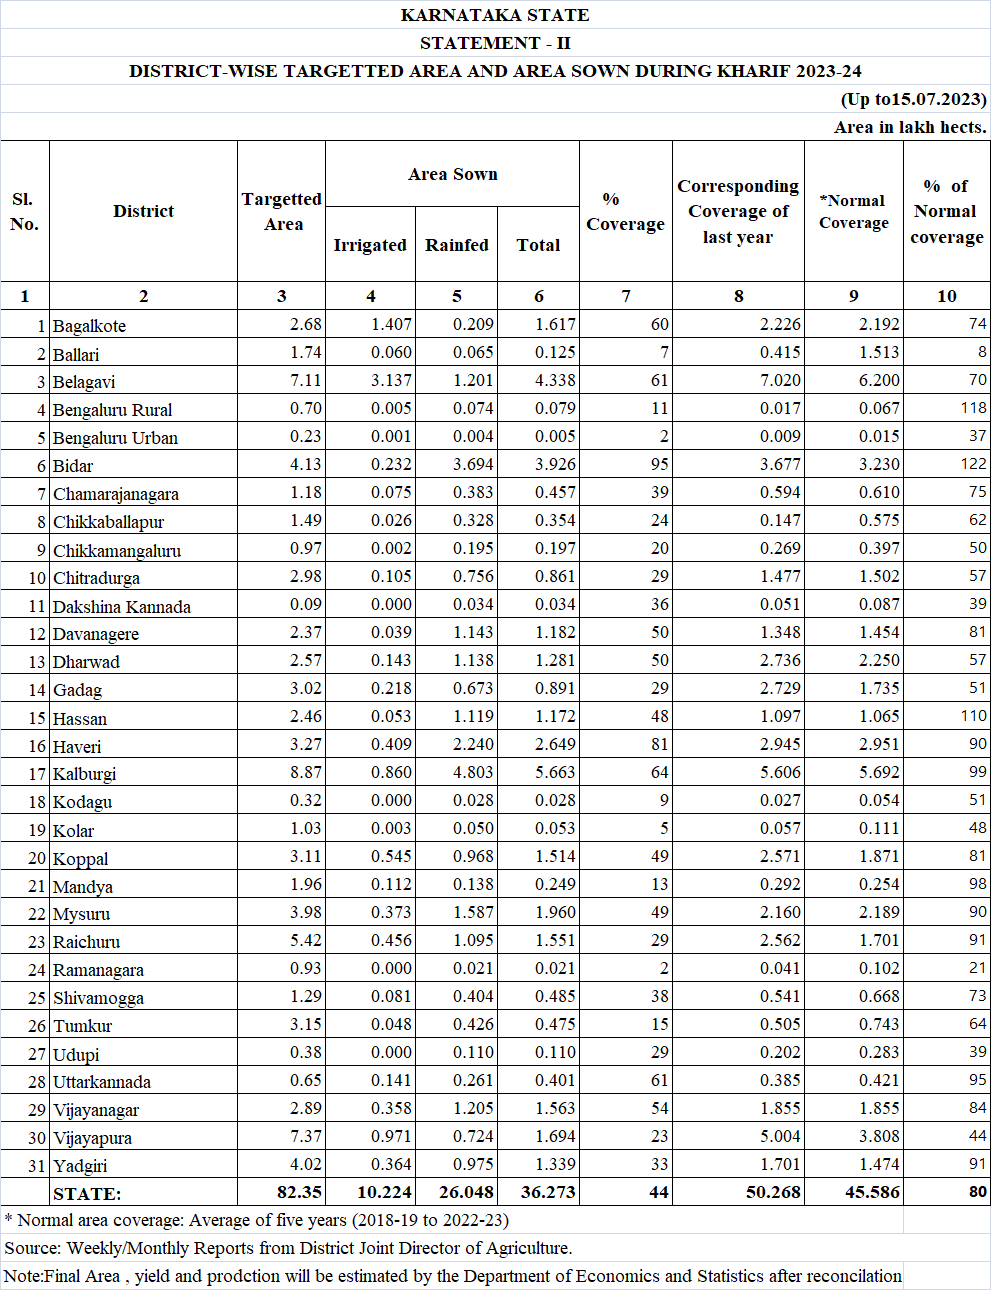 KARNATAKA STATE
STATEMENT - II
DISTRICT-WISE TARGETTED AREA AND AREA SOWN DURING KHARIF 2023-24
(Up to15.07.2023)
Area in lakh hects.
Sl. No. District Targetted Area Area Sown % Coverage Corresponding Coverage of last year *Normal Coverage % of Normal coverage
Irrigated Rainfed Total
1 2 3 4 5 6 7 8 9 10
1 Bagalkote 2.68 1.407 0.209 1.617 60 2.226 2.192 74
2 Ballari 1.74 0.060 0.065 0.125 7 0.415 1.513 8
3 Belagavi 7.11 3.137 1.201 4.338 61 7.020 6.200 70
4 Bengaluru Rural 0.70 0.005 0.074 0.079 11 0.017 0.067 118
5 Bengaluru Urban 0.23 0.001 0.004 0.005 2 0.009 0.015 37
6 Bidar 4.13 0.232 3.694 3.926 95 3.677 3.230 122
7 Chamarajanagara 1.18 0.075 0.383 0.457 39 0.594 0.610 75
8 Chikkaballapur 1.49 0.026 0.328 0.354 24 0.147 0.575 62
9 Chikkamangaluru 0.97 0.002 0.195 0.197 20 0.269 0.397 50
10 Chitradurga 2.98 0.105 0.756 0.861 29 1.477 1.502 57
11 Dakshina Kannada 0.09 0.000 0.034 0.034 36 0.051 0.087 39
12 Davanagere 2.37 0.039 1.143 1.182 50 1.348 1.454 81
13 Dharwad 2.57 0.143 1.138 1.281 50 2.736 2.250 57
14 Gadag 3.02 0.218 0.673 0.891 29 2.729 1.735 51
15 Hassan 2.46 0.053 1.119 1.172 48 1.097 1.065 110
16 Haveri 3.27 0.409 2.240 2.649 81 2.945 2.951 90
17 Kalburgi 8.87 0.860 4.803 5.663 64 5.606 5.692 99
18 Kodagu 0.32 0.000 0.028 0.028 9 0.027 0.054 51
19 Kolar 1.03 0.003 0.050 0.053 5 0.057 0.111 48
20 Koppal 3.11 0.545 0.968 1.514 49 2.571 1.871 81
21 Mandya 1.96 0.112 0.138 0.249 13 0.292 0.254 98
22 Mysuru 3.98 0.373 1.587 1.960 49 2.160 2.189 90
23 Raichuru 5.42 0.456 1.095 1.551 29 2.562 1.701 91
24 Ramanagara 0.93 0.000 0.021 0.021 2 0.041 0.102 21
25 Shivamogga 1.29 0.081 0.404 0.485 38 0.541 0.668 73
26 Tumkur 3.15 0.048 0.426 0.475 15 0.505 0.743 64
27 Udupi 0.38 0.000 0.110 0.110 29 0.202 0.283 39
28 Uttarkannada 0.65 0.141 0.261 0.401 61 0.385 0.421 95
29 Vijayanagar 2.89 0.358 1.205 1.563 54 1.855 1.855 84
30 Vijayapura 7.37 0.971 0.724 1.694 23 5.004 3.808 44
31 Yadgiri 4.02 0.364 0.975 1.339 33 1.701 1.474 91
STATE: 82.35 10.224 26.048 36.273 44 50.268 45.586 80
* Normal area coverage: Average of five years (2018-19 to 2022-23)
Source: Weekly/Monthly Reports from District Joint Director of Agriculture.
Note:Final Area , yield and prodction will be estimated by the Department of Economics and Statistics after reconcilation